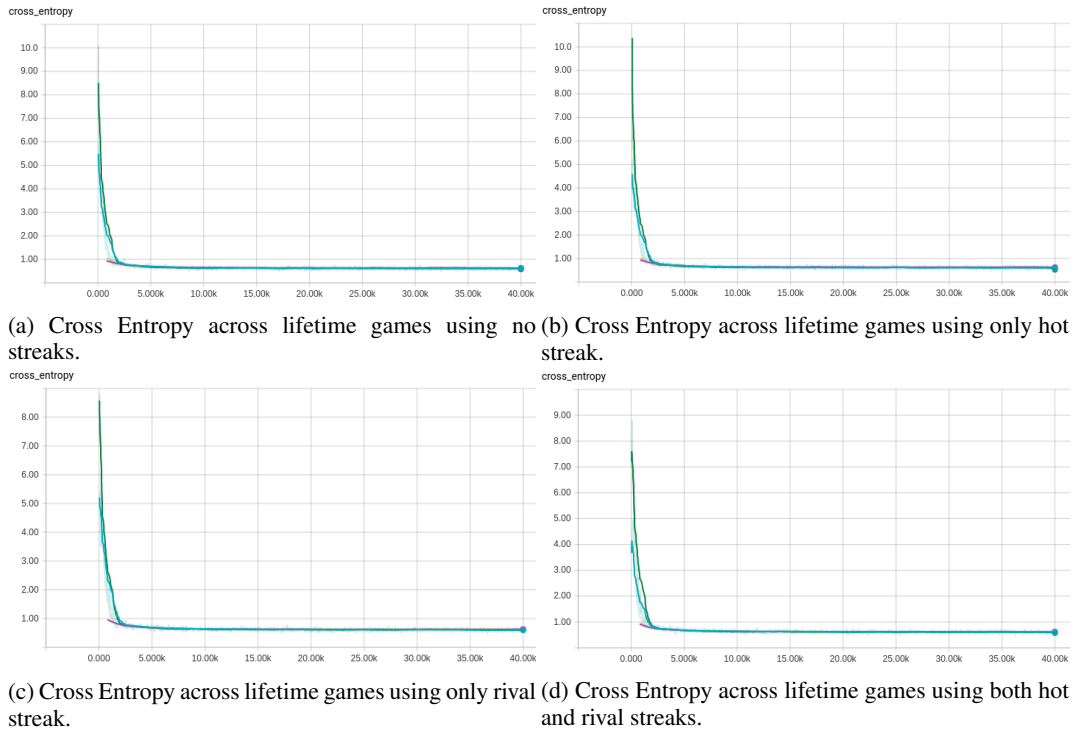 cross_entropy
10.0
9.00
8.00
7.00
6.00
5.00
4.00
3.00
2.00
1.00
0.000 5.00k 10.00k 15.00k 20.00k 25.00k 30.00k 35.00k 40.00k
(a) Cross Entropy across lifetime games using no
streaks.
cross_entropy
10.0
9.00
8.00
7.00
6.00
5.00
4.00
3.00
2.00
1.00
0.000 5.00k 10.00k 15.00k 20.00k 25.00k 30.00k 35.00k 40.00k
(b) Cross Entropy across lifetime games using only hot
streak.
cross_entropy
8.00
7.00
6.00
5.00
4.00
3.00
2.00
1.00
0.000 5.00k 10.00k 15.00k 20.00k 25.00k 30.00k 35.00k 40.00k
(c) Cross Entropy across lifetime games using only rival
streak.
cross_entropy
9.00
8.00
7.00
6.00
5.00
4.00
3.00
2.00
1.00
0.000 5.00k 10.00k 15.00k 20.00k 25.00k 30.00k 35.00k 40.00k
(d) Cross Entropy across lifetime games using both hot
and rival streaks.